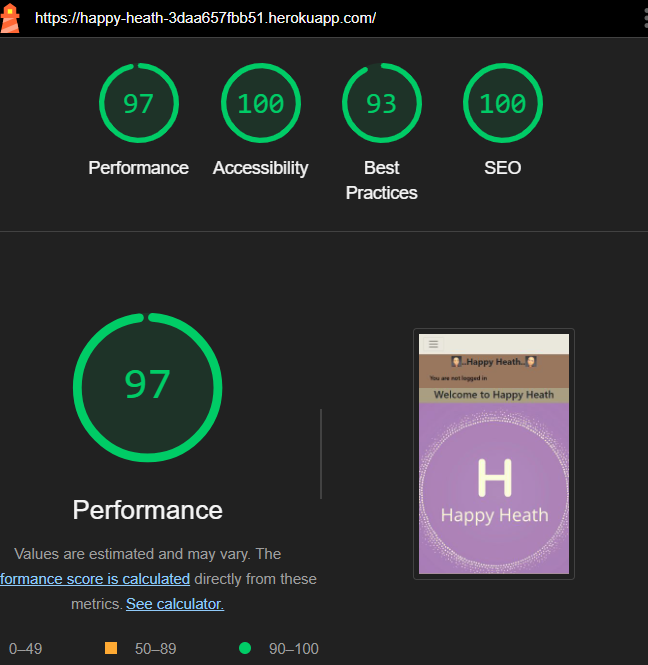 https://happy-heath-3daa657fbb51.herokuapp.com/
97 100 93 100
Performance Accessibility Best Practices SEO
97
..Happy Heath..
You are not logged in
Welcome to Happy Heath
H
Happy Heath
Performance
Values are estimated and may vary. The
formance score is calculated directly from these
metrics. See calculator.
0–49 50–89 90–100